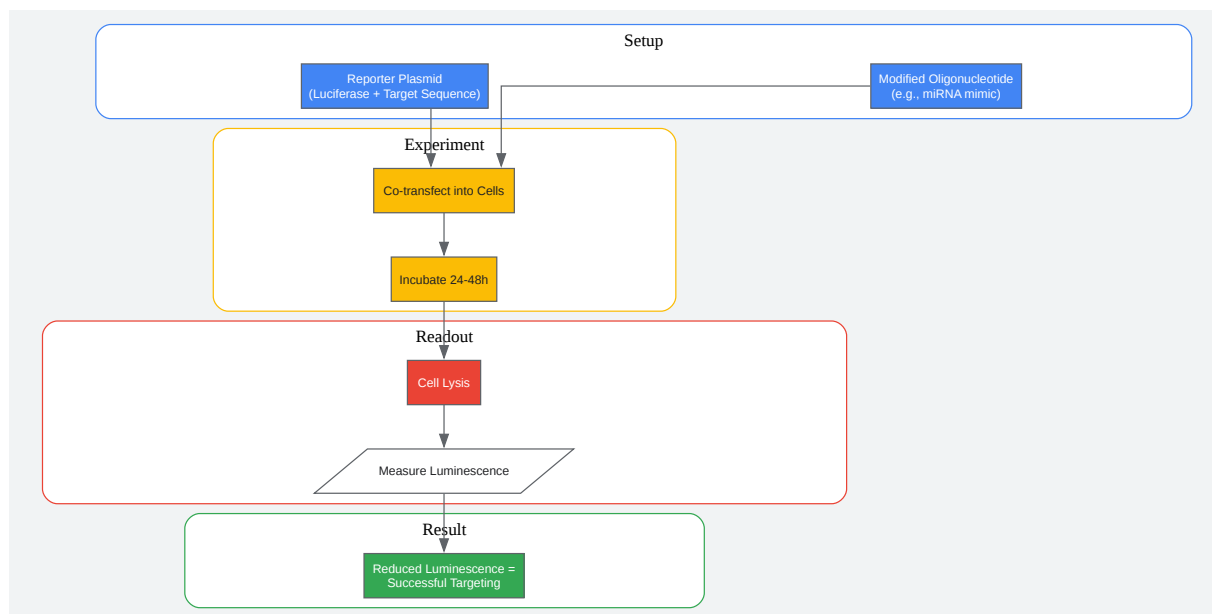 Setup
Reporter Plasmid
(Luciferase + Target Sequence)
Modified Oligonucleotide
(e.g., miRNA mimic)
Experiment
Co-transfect into Cells
Incubate 24-48h
Readout
Cell Lysis
Measure Luminescence
Result
Reduced Luminescence =
Successful Targeting